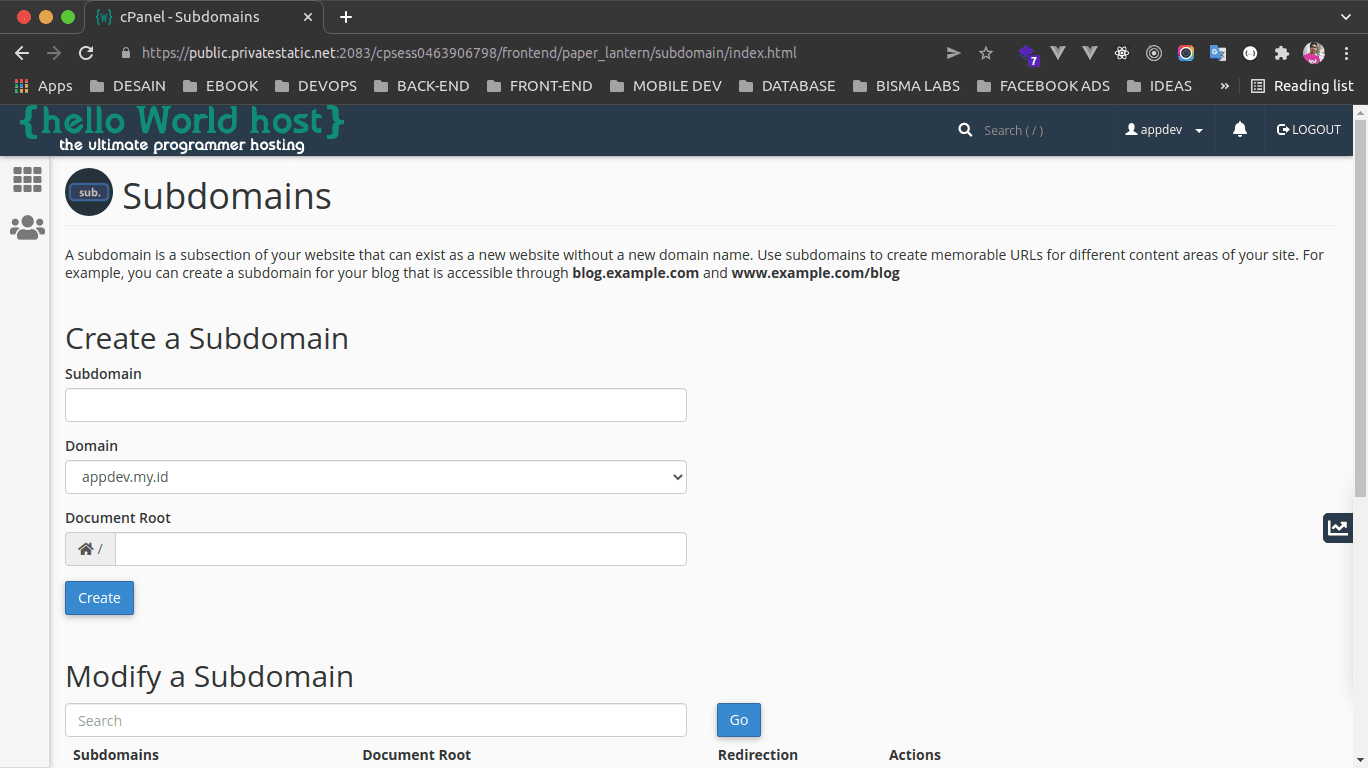 {w} cPanel - Subdomains
https://public.privatestatic.net:2083/cpsess0463906798/frontend/paper_lantern/subdomain/index.html
7
Apps DESAIN EBOOK DEVOPS BACK-END FRONT-END MOBILE DEV DATABASE BISMA LABS FACEBOOK ADS IDEAS » Reading list
{hello World host}
the ultimate programmer hosting
Search ( / ) appdev LOGOUT
sub. Subdomains
A subdomain is a subsection of your website that can exist as a new website without a new domain name. Use subdomains to create memorable URLs for different content areas of your site. For
example, you can create a subdomain for your blog that is accessible through blog.example.com and www.example.com/blog
Create a Subdomain
Subdomain
Domain
appdev.my.id
Document Root
/
Create
Modify a Subdomain
Search Go
Subdomains Document Root Redirection Actions